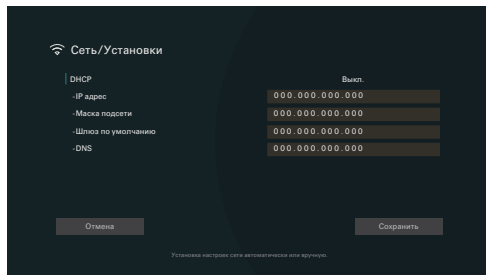 Сеть/Установки
DHCP Выкл.
-IP адрес 000.000.000.000
-Маска подсети 000.000.000.000
-Шлюз по умолчанию 000.000.000.000
-DNS 000.000.000.000
Отмена Сохранить
Установка настроек сети автоматически или вручную.